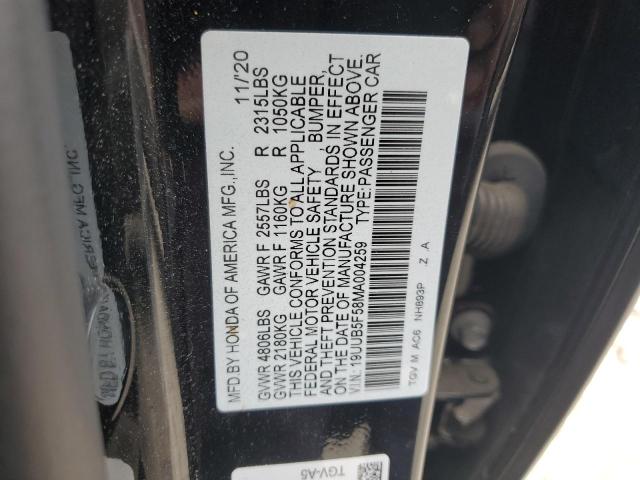 MFD.BY HONDA OF AMERICA MFG.,INC. 11/'20
GVWR 4806LBS GAWR F 2557LBS R 2315LBS
GVWR 2180KG GAWR F 1160KG R 1050KG
THIS VEHICLE CONFORMS TO ALL APPLICABLE
FEDERAL MOTOR VEHICLE SAFETY , BUMPER,
AND THEFT PREVENTION STANDARDS IN EFFECT
ON THE DATE OF MANUFACTURE SHOWN ABOVE.
V.I.N.: 19UUB5F58MA004259 TYPE:PASSENGER CAR
TGV M AC6 NH893P .Z .A
TGV-A5